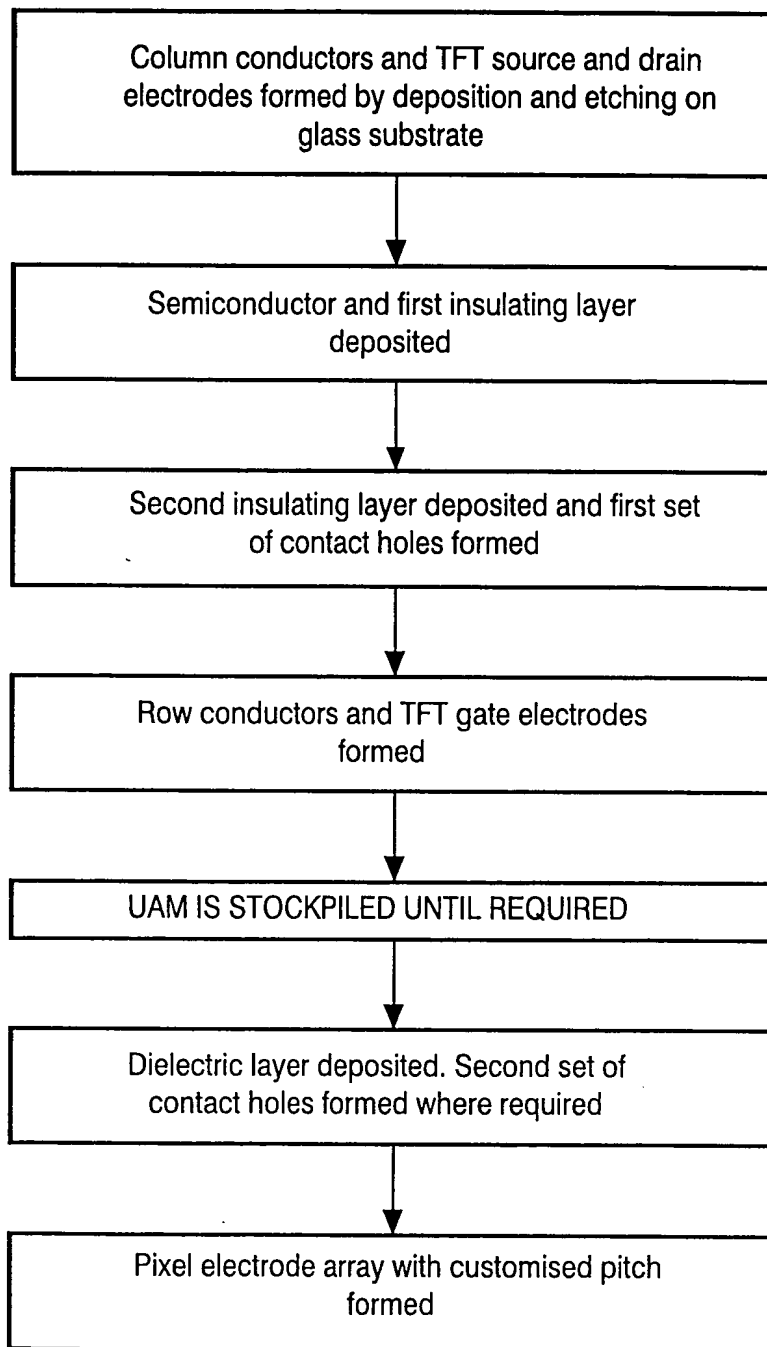 Column conductors and TFT source and drain
electrodes formed by deposition and etching on
glass substrate
Semiconductor and first insulating layer
deposited
Second insulating layer deposited and first set
of contact holes formed
Row conductors and TFT gate electrodes
formed
UAM IS STOCKPILED UNTIL REQUIRED
Dielectric layer deposited. Second set of
contact holes formed where required
Pixel electrode array with customised pitch
formed